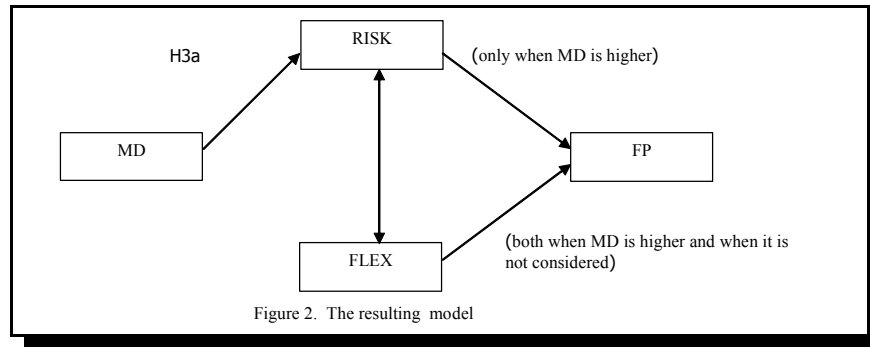 RISK
H3a
(only when MD is higher)
MD
FP
(both when MD is higher and when it is
not considered)
FLEX
Figure 2. The resulting model